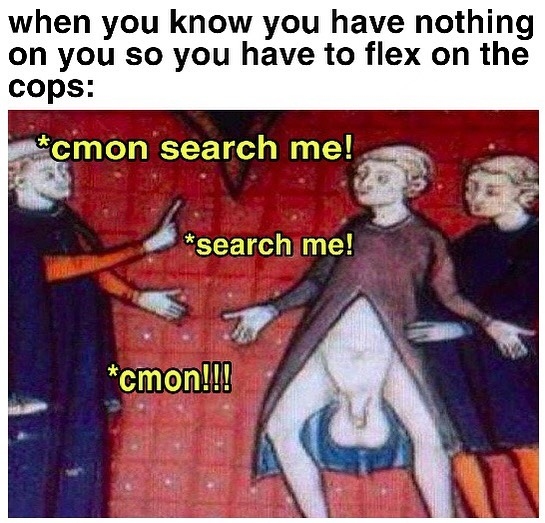 when you know you have nothing
on you so you have to flex on the
cops:
*cmon search me!
*search me!
*cmon!!!